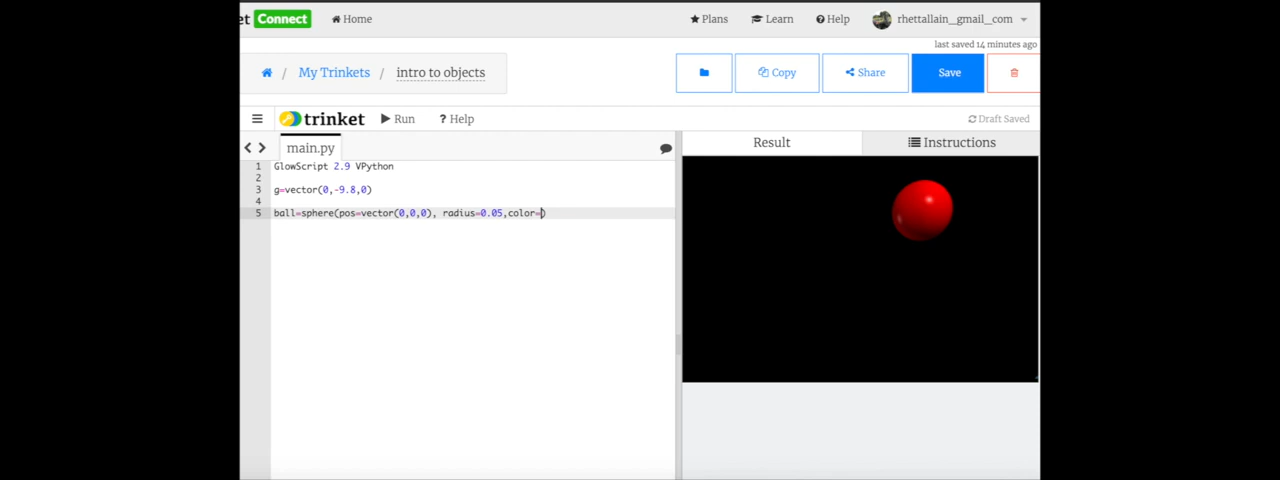 et Connect Home Plans Learn Help rhettallain_gmail_com
last saved 14 minutes ago
/ My Trinkets / intro to objects Copy Share Save
trinket Run ? Help Draft Saved
main.py Result Instructions
1 GlowScript 2.9 VPython
2
3 g=vector(0,-9.8,0)
4
5 ball=sphere(pos=vector(0,0,0), radius=0.05,color=)